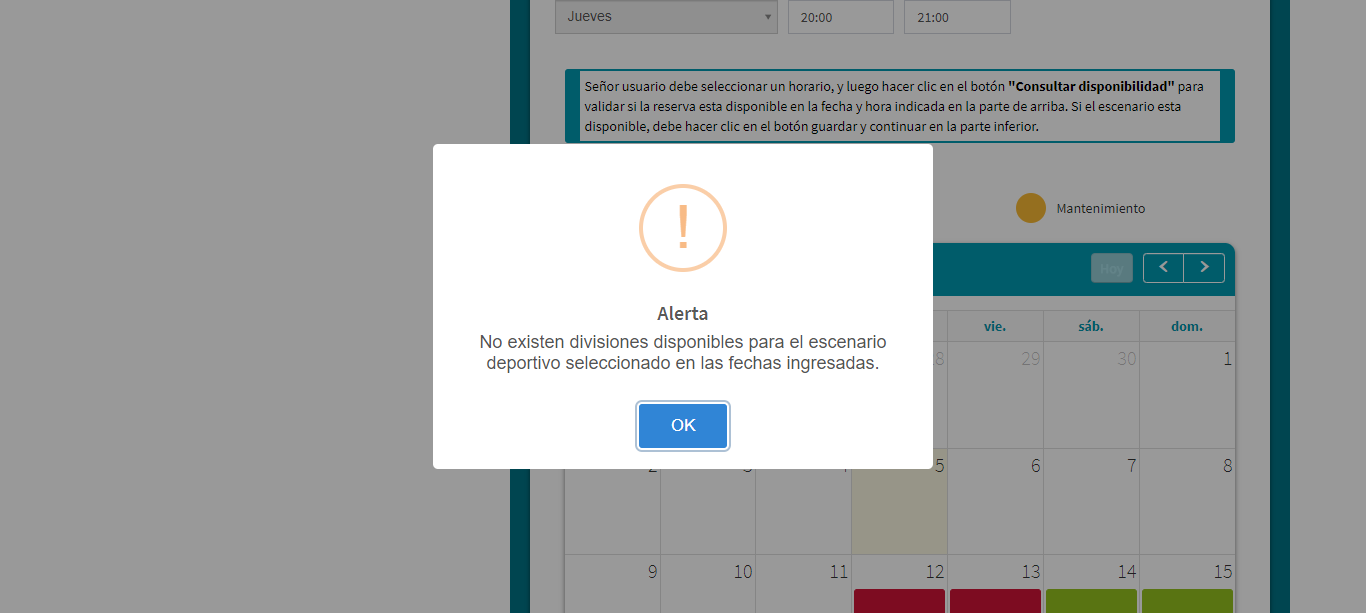 Jueves 20:00 21:00
Señor usuario debe seleccionar un horario, y luego hacer clic en el botón "Consultar disponibilidad" para
validar si la reserva esta disponible en la fecha y hora indicada en la parte de arriba. Si el escenario esta
disponible, debe hacer clic en el botón guardar y continuar en la parte inferior.
Mantenimiento
Hoy
!
Alerta
No existen divisiones disponibles para el escenario
deportivo seleccionado en las fechas ingresadas.
OK
vie. sáb. dom.
29 30 1
5 6 7 8
9 10 11 12 13 14 15